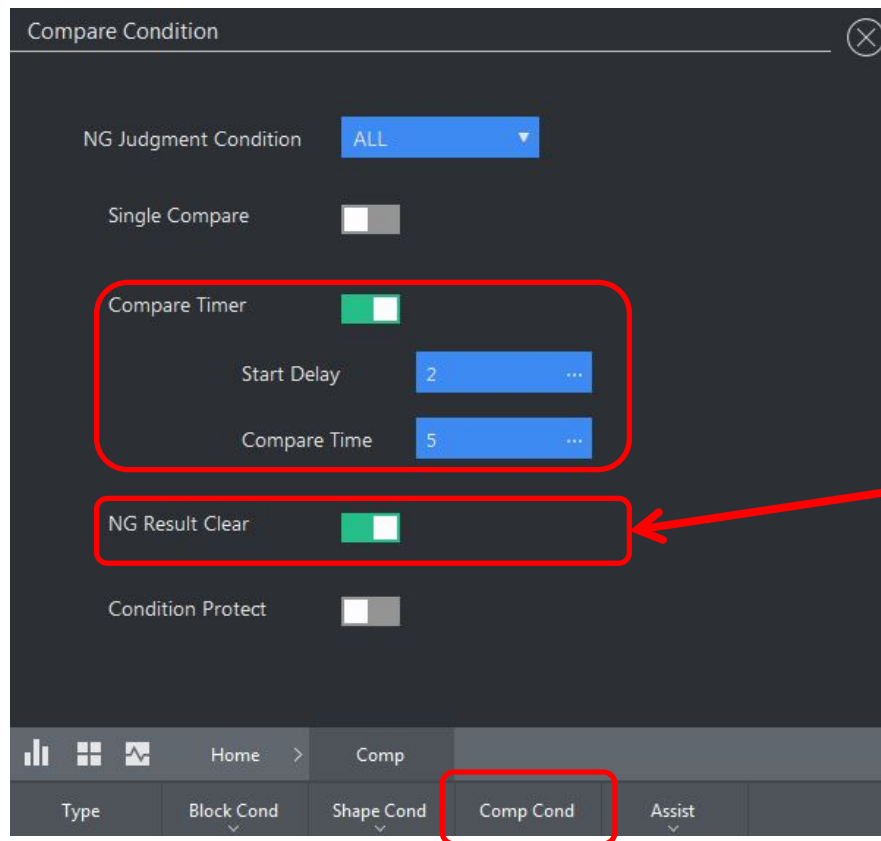 Compare Condition
NG Judgment Condition ALL
Single Compare
Compare Timer
Start Delay 2 ...
Compare Time 5 ...
NG Result Clear
Condition Protect
Home > Comp
Type Block Cond Shape Cond Comp Cond Assist